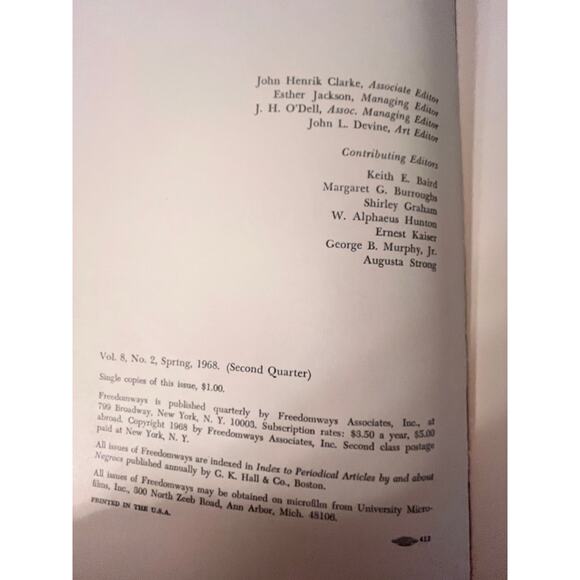 John Henrik Clarke, Associate Editor
Esther Jackson, Managing Editor
J. H. O'Dell, Assoc. Managing Editor
John L. Devine, Art Editor
Contributing Editors
Keith E. Baird
Margaret G. Burroughs
Shirley Graham
W. Alphaeus Hunton
Ernest Kaiser
George B. Murphy, Jr.
Augusta Strong
Vol. 8, No. 2, Spring, 1968. (Second Quarter)
Single copies of this issue, $1.00.
Freedomways is published quarterly by Freedomways Associates, Inc., at
799 Broadway, New York, N. Y. 10003. Subscription rates: $3.50 a year, $5.00
abroad. Copyright 1968 by Freedomways Associates, Inc. Second class postage
paid at New York, N. Y.
All issues of Freedomways are indexed in Index to Periodical Articles by and about
Negroes published annually by G. K. Hall & Co., Boston.
All issues of Freedomways may be obtained on microfilm from University Micro-
films, Inc., 300 North Zeeb Road, Ann Arbor, Mich. 48106.
PRINTED IN THE U.S.A.
412